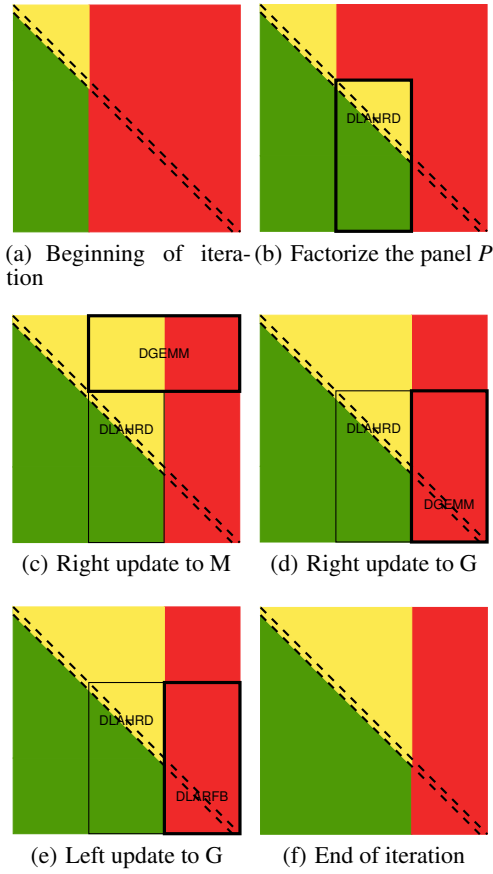 DLAHRD
(a) Beginning of itera-
tion
(b) Factorize the panel P
DGEMM
DLAHRD
(c) Right update to M
DLAHRD
DGEMM
(d) Right update to G
DLAHRD
DLARFB
(e) Left update to G
(f) End of iteration